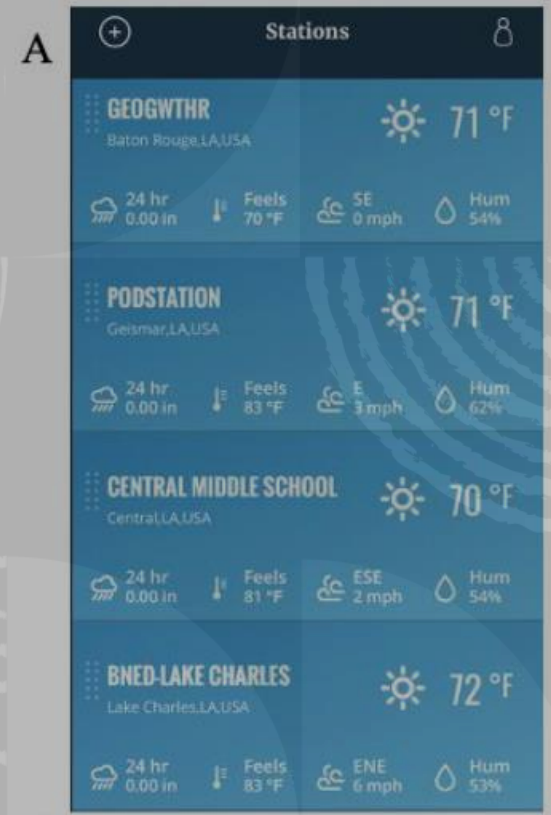 A
Stations
GEOGWTHR
Baton Rouge,LA,USA
71 °F
24 hr
0.00 in
Feels
70 °F
SE
0 mph
Hum
54%
PODSTATION
Geismar,LA,USA
71 °F
24 hr
0.00 in
Feels
83 °F
E
3 mph
Hum
62%
CENTRAL MIDDLE SCHOOL
Central,LA,USA
70 °F
24 hr
0.00 in
Feels
81 °F
ESE
2 mph
Hum
54%
BNED-LAKE CHARLES
Lake Charles,LA,USA
72 °F
24 hr
0.00 in
Feels
83 °F
ENE
6 mph
Hum
53%